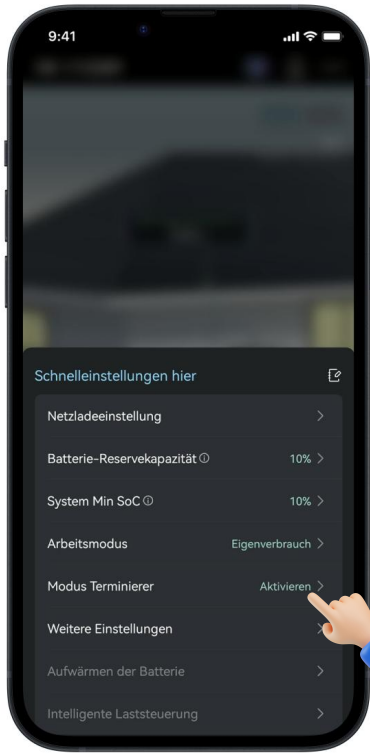 9:41
Schnelleinstellungen hier
Netzladeeinstellung
Batterie-Reservekapazität 10%
System Min SoC 10%
Arbeitsmodus Eigenverbrauch
Modus Terminierer Aktivieren
Weitere Einstellungen
Aufwärmen der Batterie
Intelligente Laststeuerung